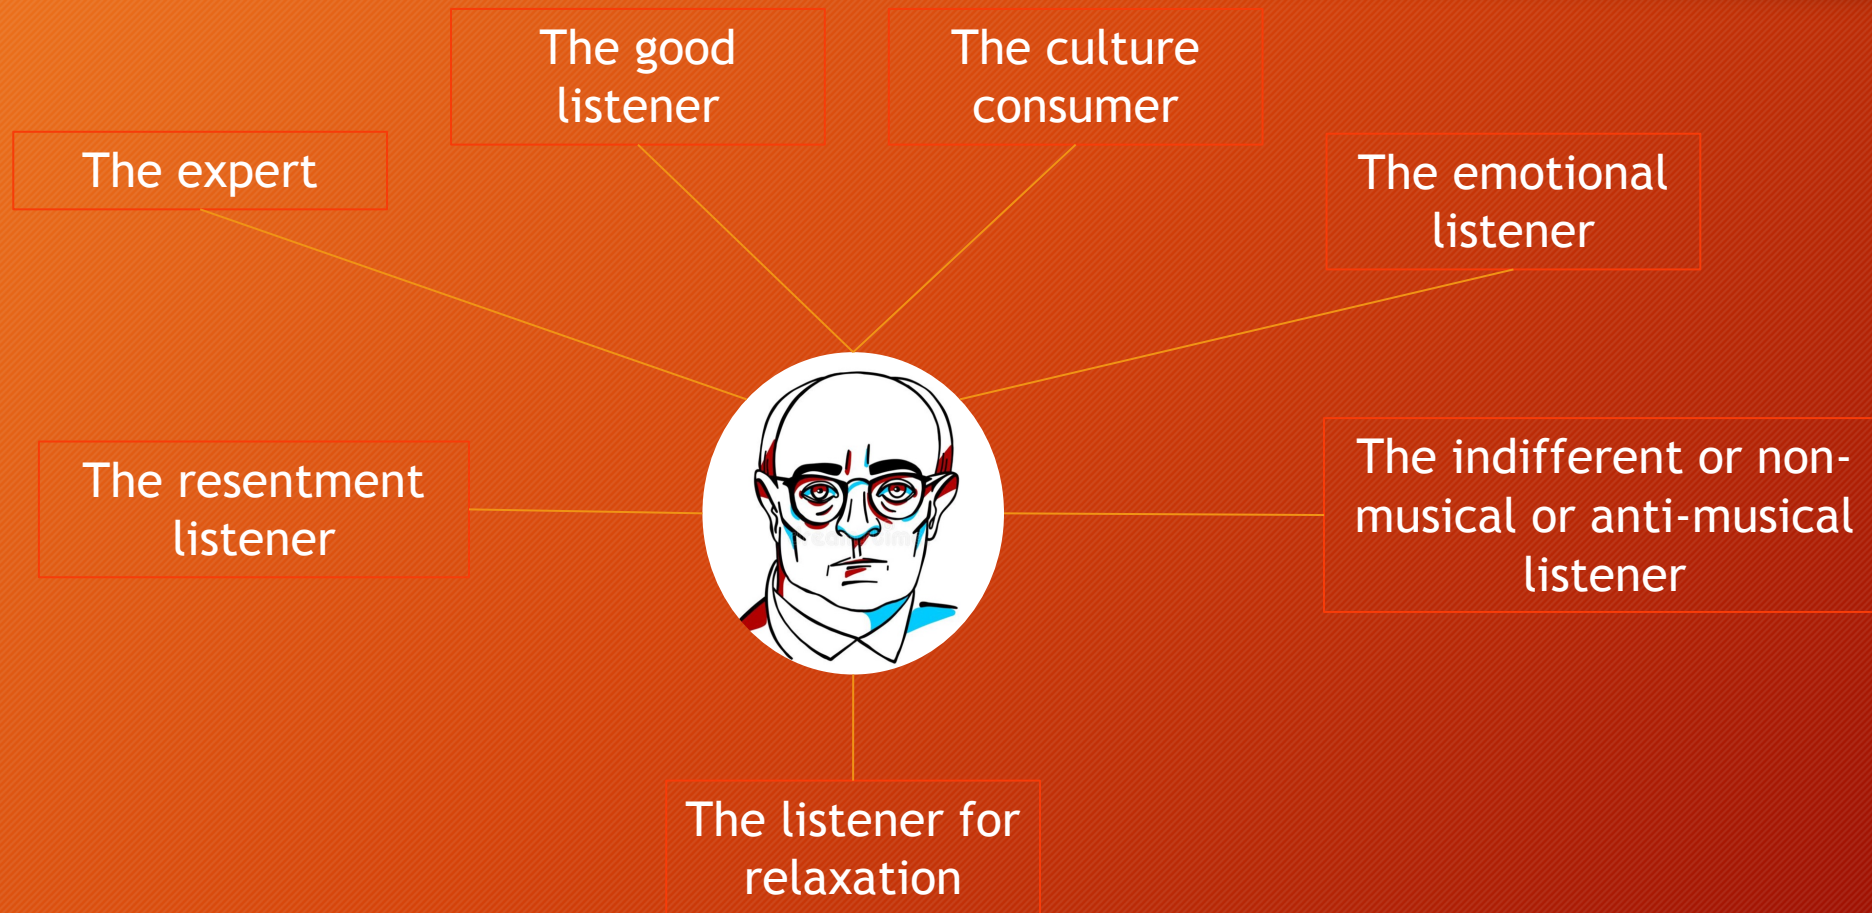 The good
listener
The culture
consumer
The expert
The emotional
listener
The resentment
listener
The indifferent or non-
musical or anti-musical
listener
The listener for
relaxation